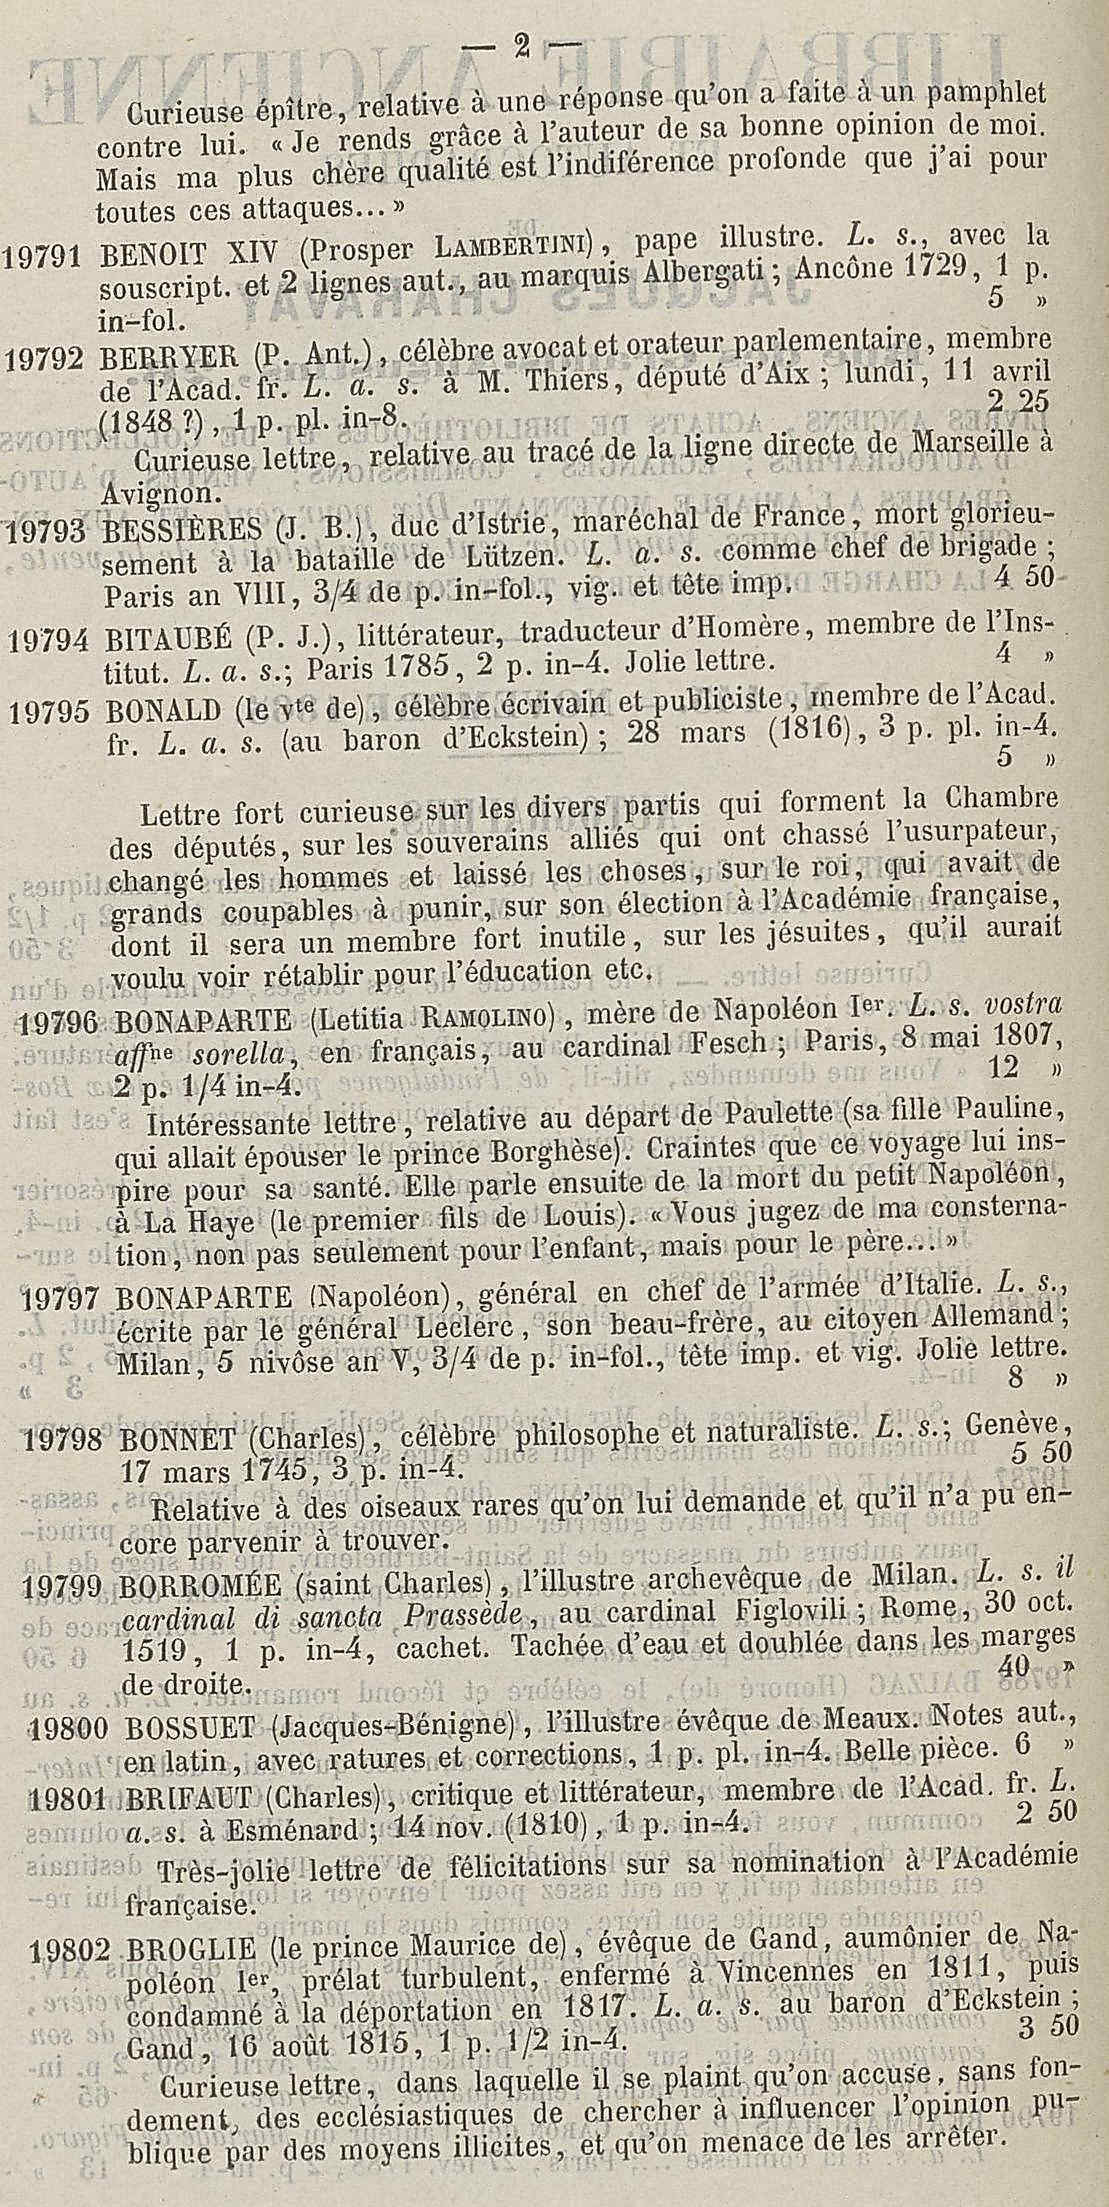 — 2 —
Curieuse épître, relative à une réponse qu'on a faite à un pamphlet
contre lui. « Je rends grâce à l'auteur de sa bonne opinion de moi.
Mais ma plus chère qualité est l'indiférence profonde que j'ai pour
toutes ces attaques... »
19791 BENOIT XIV (Prosper LAMBERTINI), pape illustre. L. s., avec la
souscript. et 2 lignes aut., au marquis Albergati; Ancône 1729, 1 p.
in-fol. 5 »
19792 BERRYER (P. Ant.), célèbre avocat et orateur parlementaire, membre
de l'Acad. fr. L. a. s. à M. Thiers, député d'Aix; lundi, 11 avril
(1848 ?), 1 p. pl. in-8. 2 25
Curieuse lettre, relative au tracé de la ligne directe de Marseille à
Avignon.
19793 BESSIÈRES (J. B.), duc d'Istrie, maréchal de France, mort glorieu-
sement à la bataille de Lützen. L. a. s. comme chef de brigade;
Paris an VIII, 3/4 de p. in-fol., vig. et tête imp. 4 50
19794 BITAUBÉ (P. J.), littérateur, traducteur d'Homère, membre de l'Ins-
titut. L. a. s.; Paris 1785, 2 p. in-4. Jolie lettre. 4 »
19795 BONALD (le vte de), célèbre écrivain et publiciste, membre de l'Acad.
fr. L. a. s. (au baron d'Eckstein); 28 mars (1816), 3 p. pl. in-4.
5 »
Lettre fort curieuse sur les divers partis qui forment la Chambre
des députés, sur les souverains alliés qui ont chassé l'usurpateur,
changé les hommes et laissé les choses, sur le roi, qui avait de
grands coupables à punir, sur son élection à l'Académie française,
dont il sera un membre fort inutile, sur les jésuites, qu'il aurait
voulu voir rétablir pour l'éducation etc.
19796 BONAPARTE (Letitia RAMOLINO), mère de Napoléon Ier. L. s. vostra
affne sorella, en français, au cardinal Fesch; Paris, 8 mai 1807,
2 p. 1/4 in-4. 12 »
Intéressante lettre, relative au départ de Paulette (sa fille Pauline,
qui allait épouser le prince Borghèse). Craintes que ce voyage lui ins-
pire pour sa santé. Elle parle ensuite de la mort du petit Napoléon,
à La Haye (le premier fils de Louis). « Vous jugez de ma consterna-
tion, non pas seulement pour l'enfant, mais pour le père... »
19797 BONAPARTE (Napoléon), général en chef de l'armée d'Italie. L. s.,
écrite par le général Leclerc, son beau-frère, au citoyen Allemand;
Milan, 5 nivôse an V, 3/4 de p. in-fol., tête imp. et vig. Jolie lettre.
8 »
19798 BONNET (Charles), célèbre philosophe et naturaliste. L. s.; Genève,
17 mars 1745, 3 p. in-4. 5 50
Relative à des oiseaux rares qu'on lui demande et qu'il n'a pu en-
core parvenir à trouver.
19799 BORROMÉE (saint Charles), l'illustre archevêque de Milan. L. s. il
cardinal di sancta Prassède, au cardinal Figlovili; Rome, 30 oct.
1519, 1 p. in-4, cachet. Tachée d'eau et doublée dans les marges
de droite. 40 »
19800 BOSSUET (Jacques-Bénigne), l'illustre évêque de Meaux. Notes aut.,
en latin, avec ratures et corrections, 1 p. pl. in-4. Belle pièce. 6 »
19801 BRIFAUT (Charles), critique et littérateur, membre de l'Acad. fr. L.
a. s. à Esménard; 14 nov. (1810), 1 p. in-4. 2 50
Très-jolie lettre de félicitations sur sa nomination à l'Académie
française.
19802 BROGLIE (le prince Maurice de), évêque de Gand, aumônier de Na-
poléon Ier, prélat turbulent, enfermé à Vincennes en 1811, puis
condamné à la déportation en 1817. L. a. s. au baron d'Eckstein;
Gand, 16 août 1815, 1 p. 1/2 in-4. 3 50
Curieuse lettre, dans laquelle il se plaint qu'on accuse, sans fon-
dement, des ecclésiastiques de chercher à influencer l'opinion pu-
blique par des moyens illicites, et qu'on menace de les arrêter.